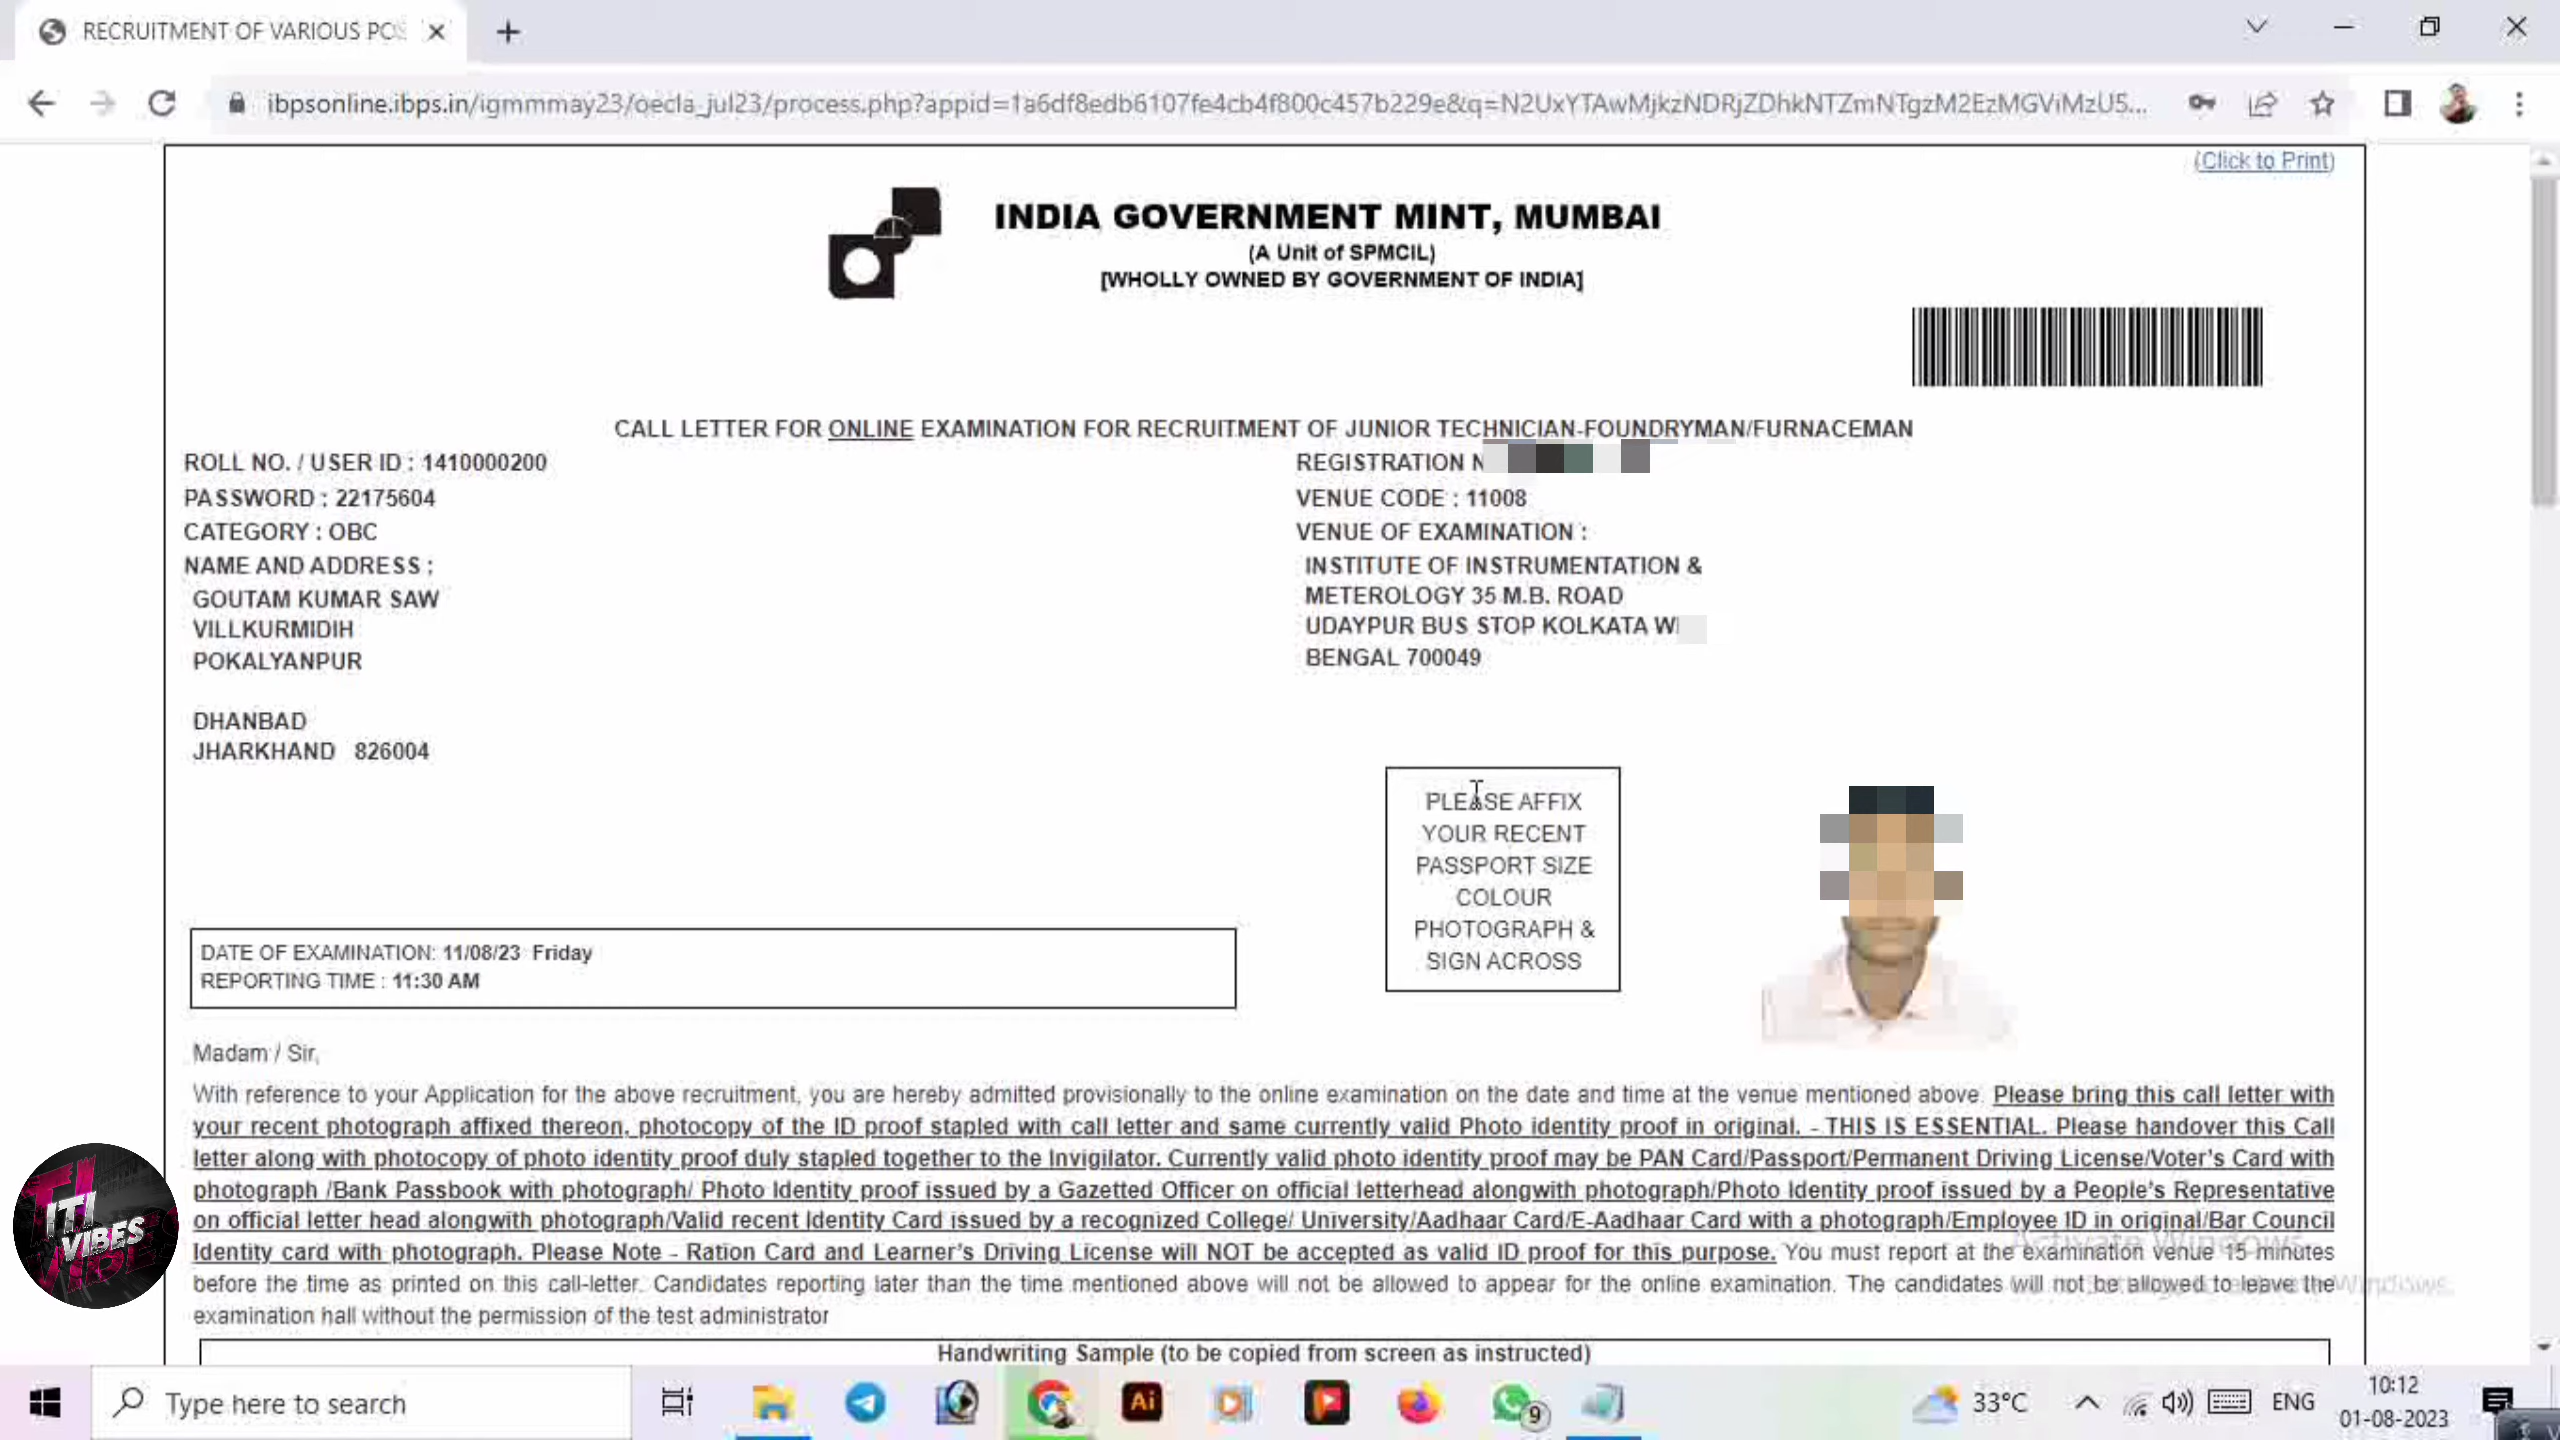 RECRUITMENT OF VARIOUS POS
ibpsonline.ibps.in/igmmmay23/oecla_jul23/process.php?appid=1a6df8edb6107fe4cb4f800c457b229e&q=N2UxYTAwMjkzNDRjZDhkNTZmNTgzM2EzMGViMzU5...
(Click to Print)
INDIA GOVERNMENT MINT, MUMBAI
(A Unit of SPMCIL)
[WHOLLY OWNED BY GOVERNMENT OF INDIA]
CALL LETTER FOR ONLINE EXAMINATION FOR RECRUITMENT OF JUNIOR TECHNICIAN-FOUNDRYMAN/FURNACEMAN
ROLL NO. / USER ID : 1410000200
PASSWORD : 22175604
CATEGORY : OBC
NAME AND ADDRESS :
GOUTAM KUMAR SAW
VILLKURMIDIH
POKALYANPUR
DHANBAD
JHARKHAND 826004
REGISTRATION N
VENUE CODE : 11008
VENUE OF EXAMINATION :
INSTITUTE OF INSTRUMENTATION &
METEROLOGY 35 M.B. ROAD
UDAYPUR BUS STOP KOLKATA W
BENGAL 700049
PLEASE AFFIX
YOUR RECENT
PASSPORT SIZE
COLOUR
PHOTOGRAPH &
SIGN ACROSS
DATE OF EXAMINATION: 11/08/23 Friday
REPORTING TIME : 11:30 AM
Madam / Sir,
With reference to your Application for the above recruitment, you are hereby admitted provisionally to the online examination on the date and time at the venue mentioned above. Please bring this call letter with
your recent photograph affixed thereon, photocopy of the ID proof stapled with call letter and same currently valid Photo identity proof in original. - THIS IS ESSENTIAL. Please handover this Call
letter along with photocopy of photo identity proof duly stapled together to the Invigilator. Currently valid photo identity proof may be PAN Card/Passport/Permanent Driving License/Voter's Card with
photograph /Bank Passbook with photograph/ Photo Identity proof issued by a Gazetted Officer on official letterhead alongwith photograph/Photo Identity proof issued by a People's Representative
on official letter head alongwith photograph/Valid recent Identity Card issued by a recognized College/ University/Aadhaar Card/E-Aadhaar Card with a photograph/Employee ID in original/Bar Council
Identity card with photograph. Please Note - Ration Card and Learner's Driving License will NOT be accepted as valid ID proof for this purpose. You must report at the examination venue 15 minutes
before the time as printed on this call-letter. Candidates reporting later than the time mentioned above will not be allowed to appear for the online examination. The candidates will not be allowed to leave the
examination hall without the permission of the test administrator
Activate Windows
Handwriting Sample (to be copied from screen as instructed)
ITI
VIBES
Type here to search
Ai
9
33°C
ENG
10:12
01-08-2023